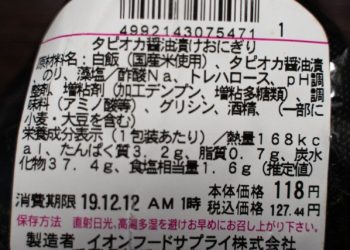 4992143075471 1
タピオカ醤油漬けおにぎり
原材料名：白飯（国産米使用）、タピオカ醤油漬
、のり、藻塩／酢酸Na、トレハロース、pH調
整剤、増粘剤（加工デンプン、増粘多糖類）、調
味料（アミノ酸等）、グリシン、酒精、（一部に
小麦・大豆を含む）
栄養成分表示（1包装あたり）／熱量168kc
al、たんぱく質3.2g、脂質0.7g、炭水
化物37.4g、食塩相当量1.6g（推定値）
消費期限 19.12.12 AM 1時
本体価格 118円
税込価格 127.44円
保存方法 直射日光、高温多湿を避けお早めにお召し上がり下さい。
製造者 イオンフードサプライ株式会社